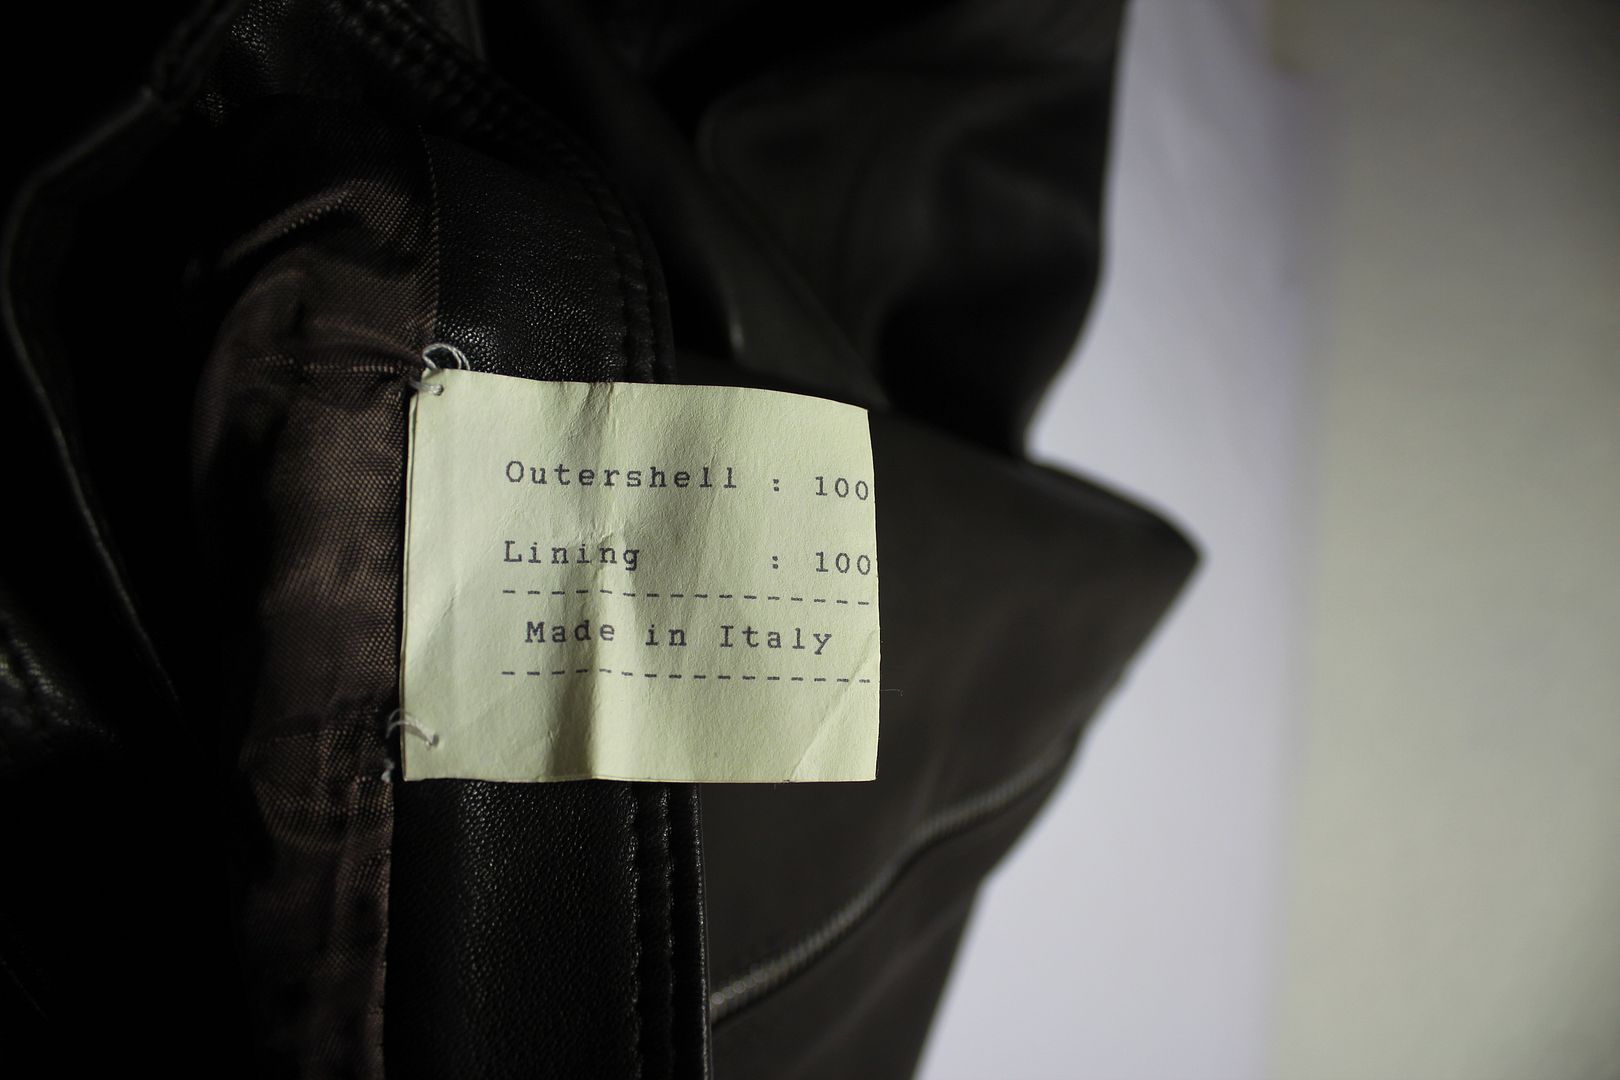 Outershell : 100
Lining : 100
----------------
Made in Italy
----------------